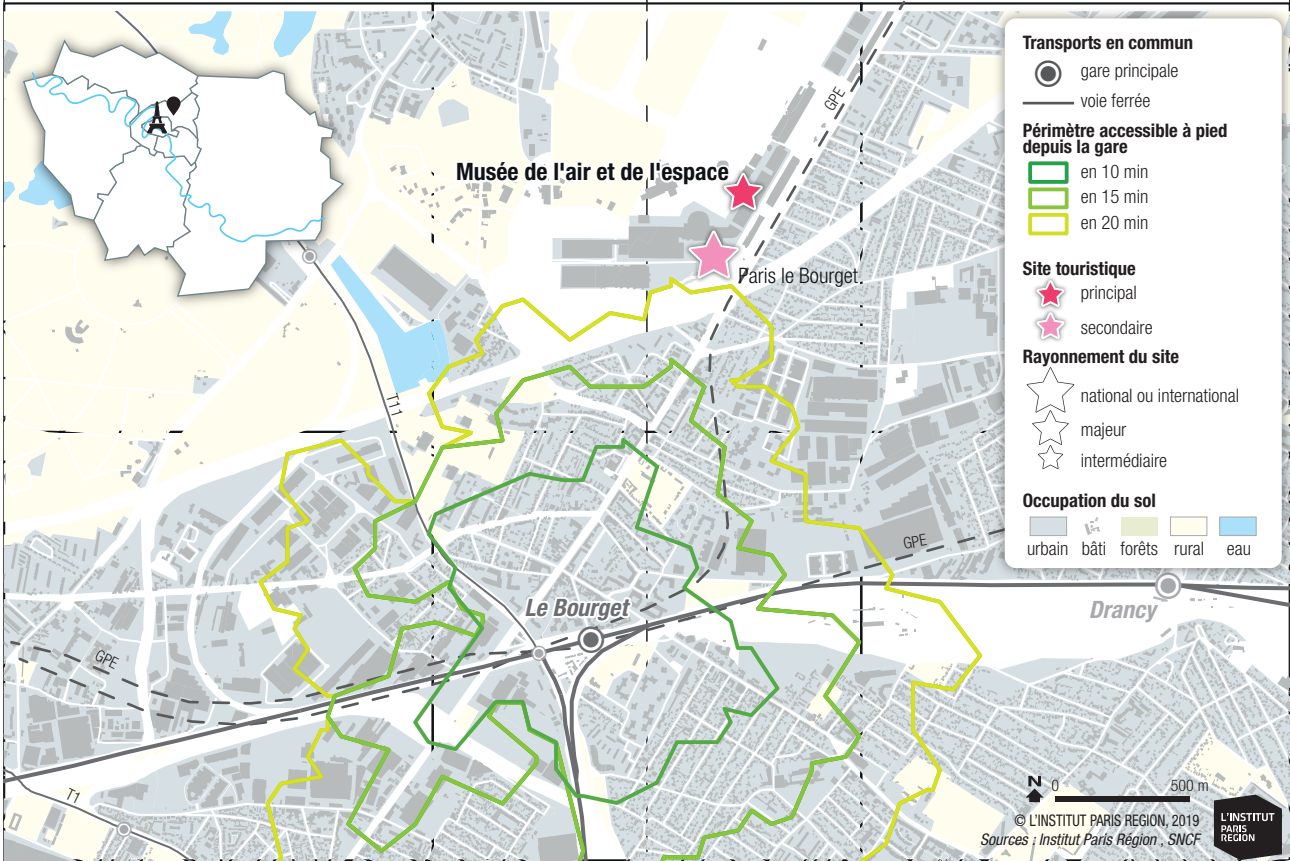 Transports en commun
gare principale
voie ferrée
Périmètre accessible à pied
depuis la gare
en 10 min
en 15 min
en 20 min
Site touristique
principal
secondaire
Rayonnement du site
national ou international
majeur
intermédiaire
Occupation du sol
urbain bâti forêts rural eau
GPE
Musée de l'air et de l'espace
Paris le Bourget
T11
GPE
Le Bourget
Drancy
GPE
T1
N 0 500 m
© L'INSTITUT PARIS REGION, 2019
Sources : Institut Paris Région , SNCF
L'INSTITUT
PARIS
REGION